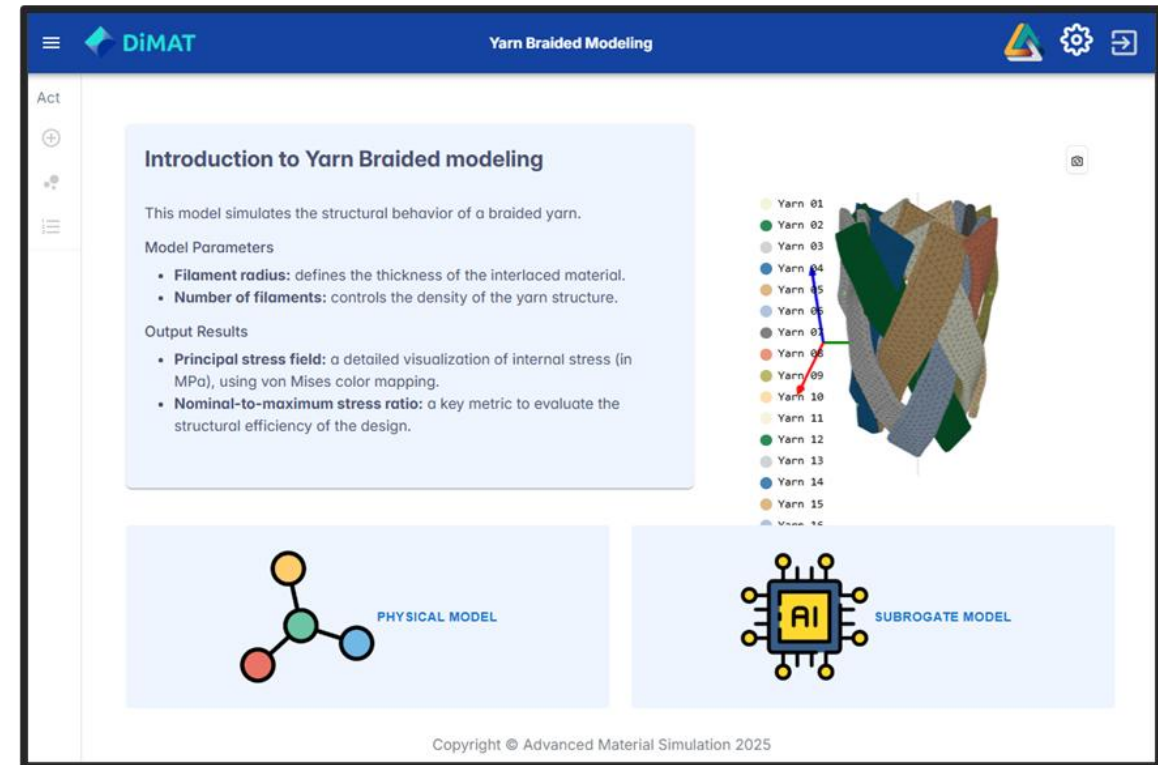 DiMAT
Yarn Braided Modeling
Act
Introduction to Yarn Braided modeling
This model simulates the structural behavior of a braided yarn.
Model Parameters
• Filament radius: defines the thickness of the interlaced material.
• Number of filaments: controls the density of the yarn structure.
Output Results
• Principal stress field: a detailed visualization of internal stress (in
MPa), using von Mises color mapping.
• Nominal-to-maximum stress ratio: a key metric to evaluate the
structural efficiency of the design.
Yarn 01
Yarn 02
Yarn 03
Yarn 04
Yarn 05
Yarn 06
Yarn 07
Yarn 08
Yarn 09
Yarn 10
Yarn 11
Yarn 12
Yarn 13
Yarn 14
Yarn 15
Yarn 16
PHYSICAL MODEL
AI
SUBROGATE MODEL
Copyright © Advanced Material Simulation 2025